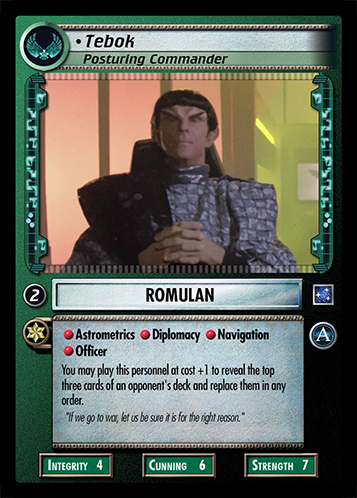 • Tebok
Posturing Commander
2
ROMULAN
A
• Astrometrics • Diplomacy • Navigation
• Officer
You may play this personnel at cost +1 to reveal the top
three cards of an opponent's deck and replace them in any
order.
"If we go to war, let us be sure it is for the right reason."
INTEGRITY 4 CUNNING 6 STRENGTH 7